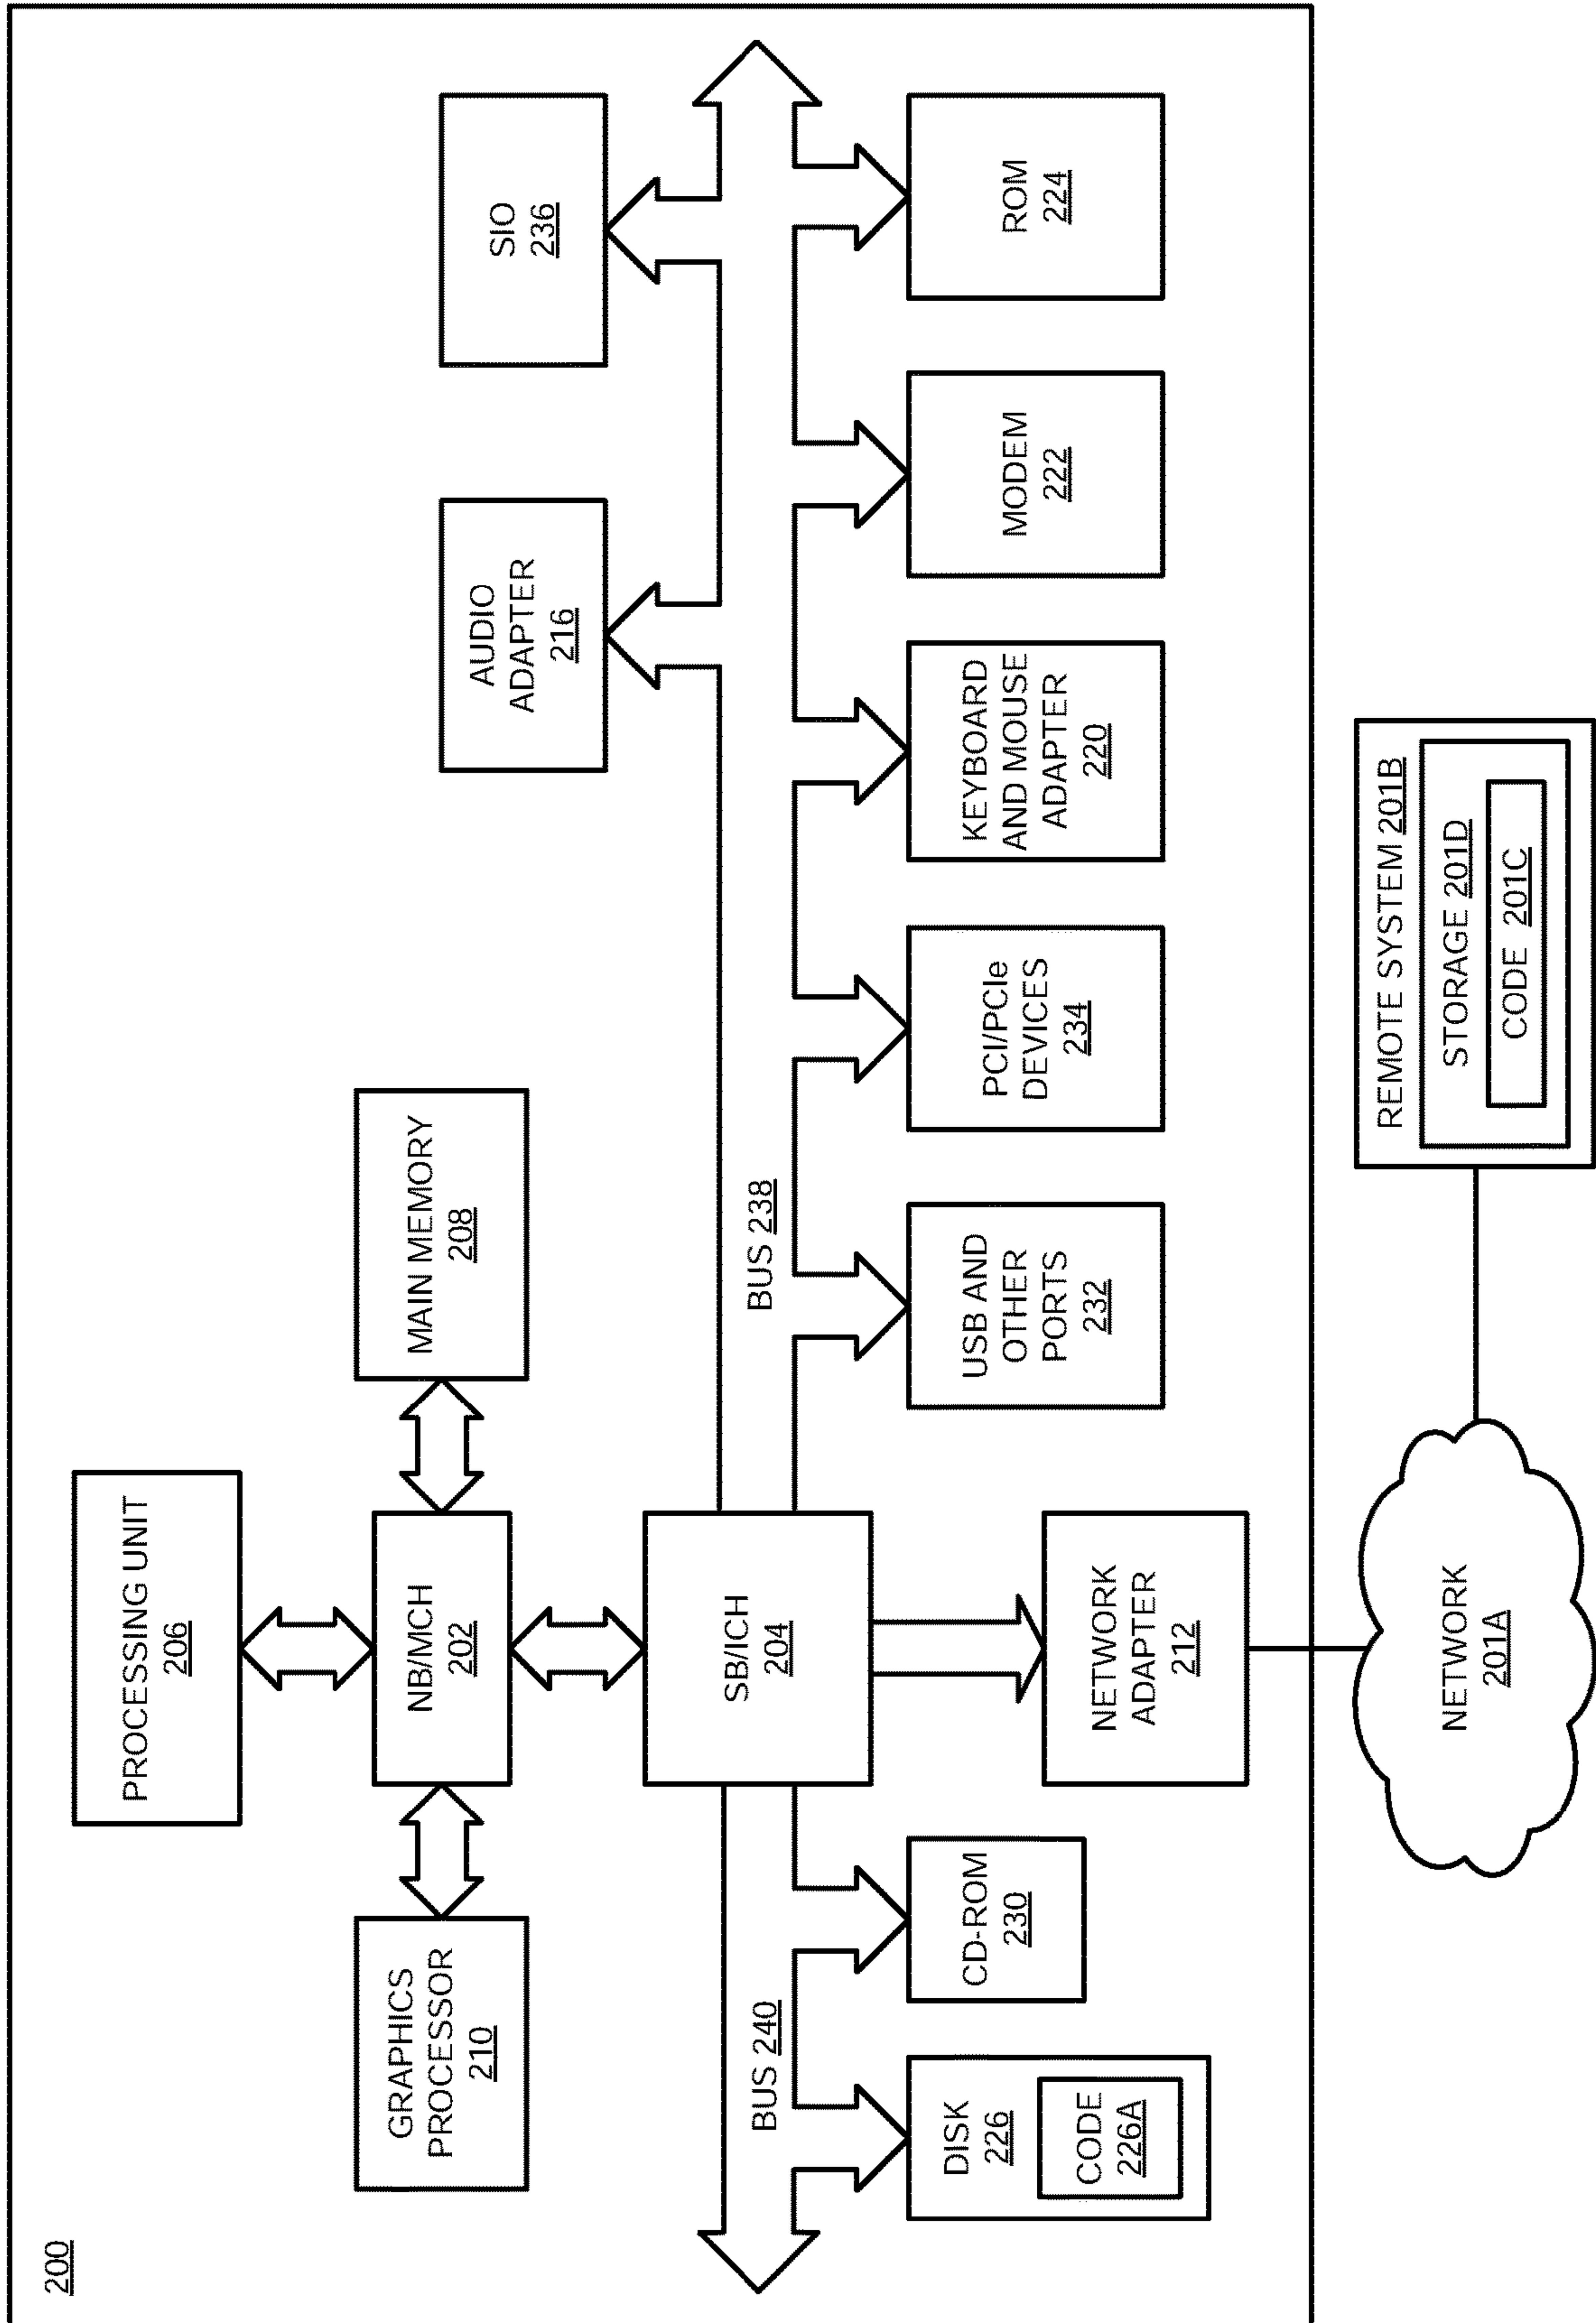 200
PROCESSING UNIT
206
GRAPHICS
PROCESSOR
210
NB/MCH
202
MAIN MEMORY
208
AUDIO
ADAPTER
216
SIO
236
SB/ICH
204
BUS 240
BUS 238
DISK
226
CODE
226A
CD-ROM
230
NETWORK
ADAPTER
212
USB AND
OTHER
PORTS
232
PCI/PCIe
DEVICES
234
KEYBOARD
AND MOUSE
ADAPTER
220
MODEM
222
ROM
224
NETWORK
201A
REMOTE SYSTEM 201B
STORAGE 201D
CODE 201C